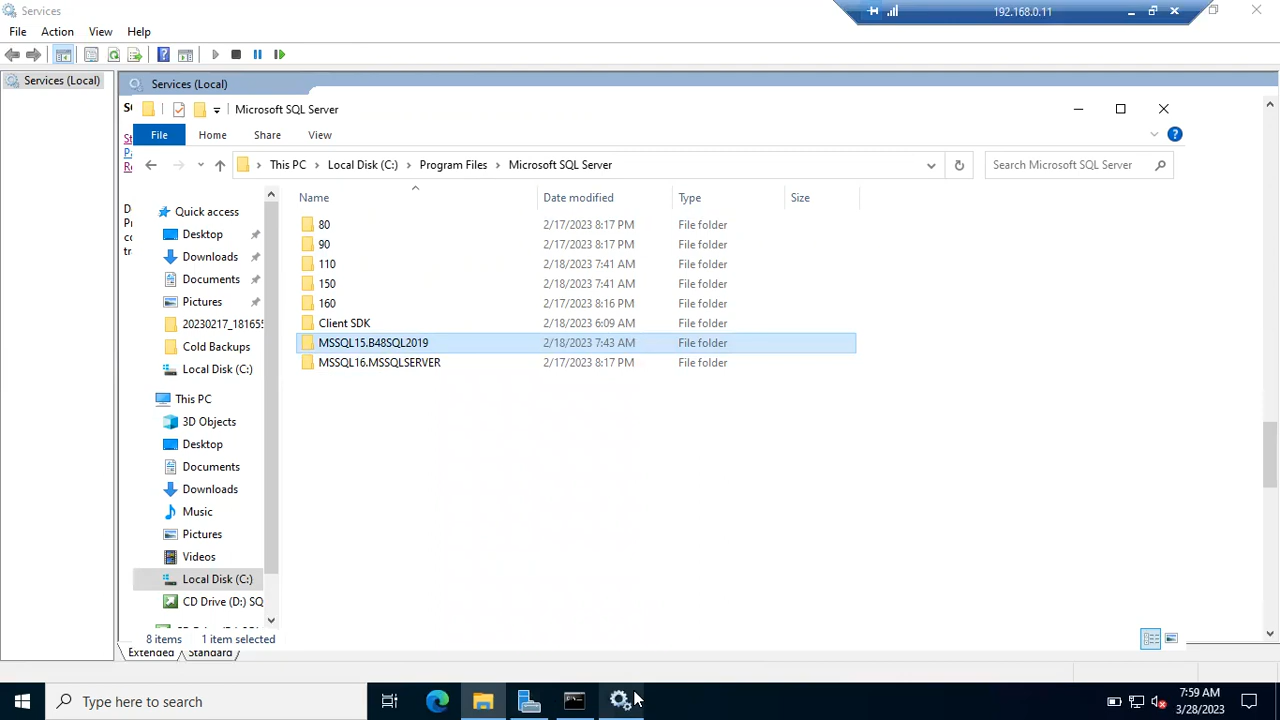 Services
192.168.0.11
File Action View Help
Services (Local)
Services (Local)
Microsoft SQL Server
File Home Share View
This PC Local Disk (C:) Program Files Microsoft SQL Server
Search Microsoft SQL Server
Name Date modified Type Size
80 2/17/2023 8:17 PM File folder
90 2/17/2023 8:17 PM File folder
110 2/18/2023 7:41 AM File folder
150 2/18/2023 7:41 AM File folder
160 2/17/2023 8:16 PM File folder
Client SDK 2/18/2023 6:09 AM File folder
MSSQL15.B48SQL2019 2/18/2023 7:43 AM File folder
MSSQL16.MSSQLSERVER 2/17/2023 8:17 PM File folder
Quick access
Desktop
Downloads
Documents
Pictures
20230217_18165
Cold Backups
Local Disk (C:)
This PC
3D Objects
Desktop
Documents
Downloads
Music
Pictures
Videos
Local Disk (C:)
CD Drive (D:) SQ
8 items 1 item selected
Extended Standard
Type here to search
7:59 AM
3/28/2023